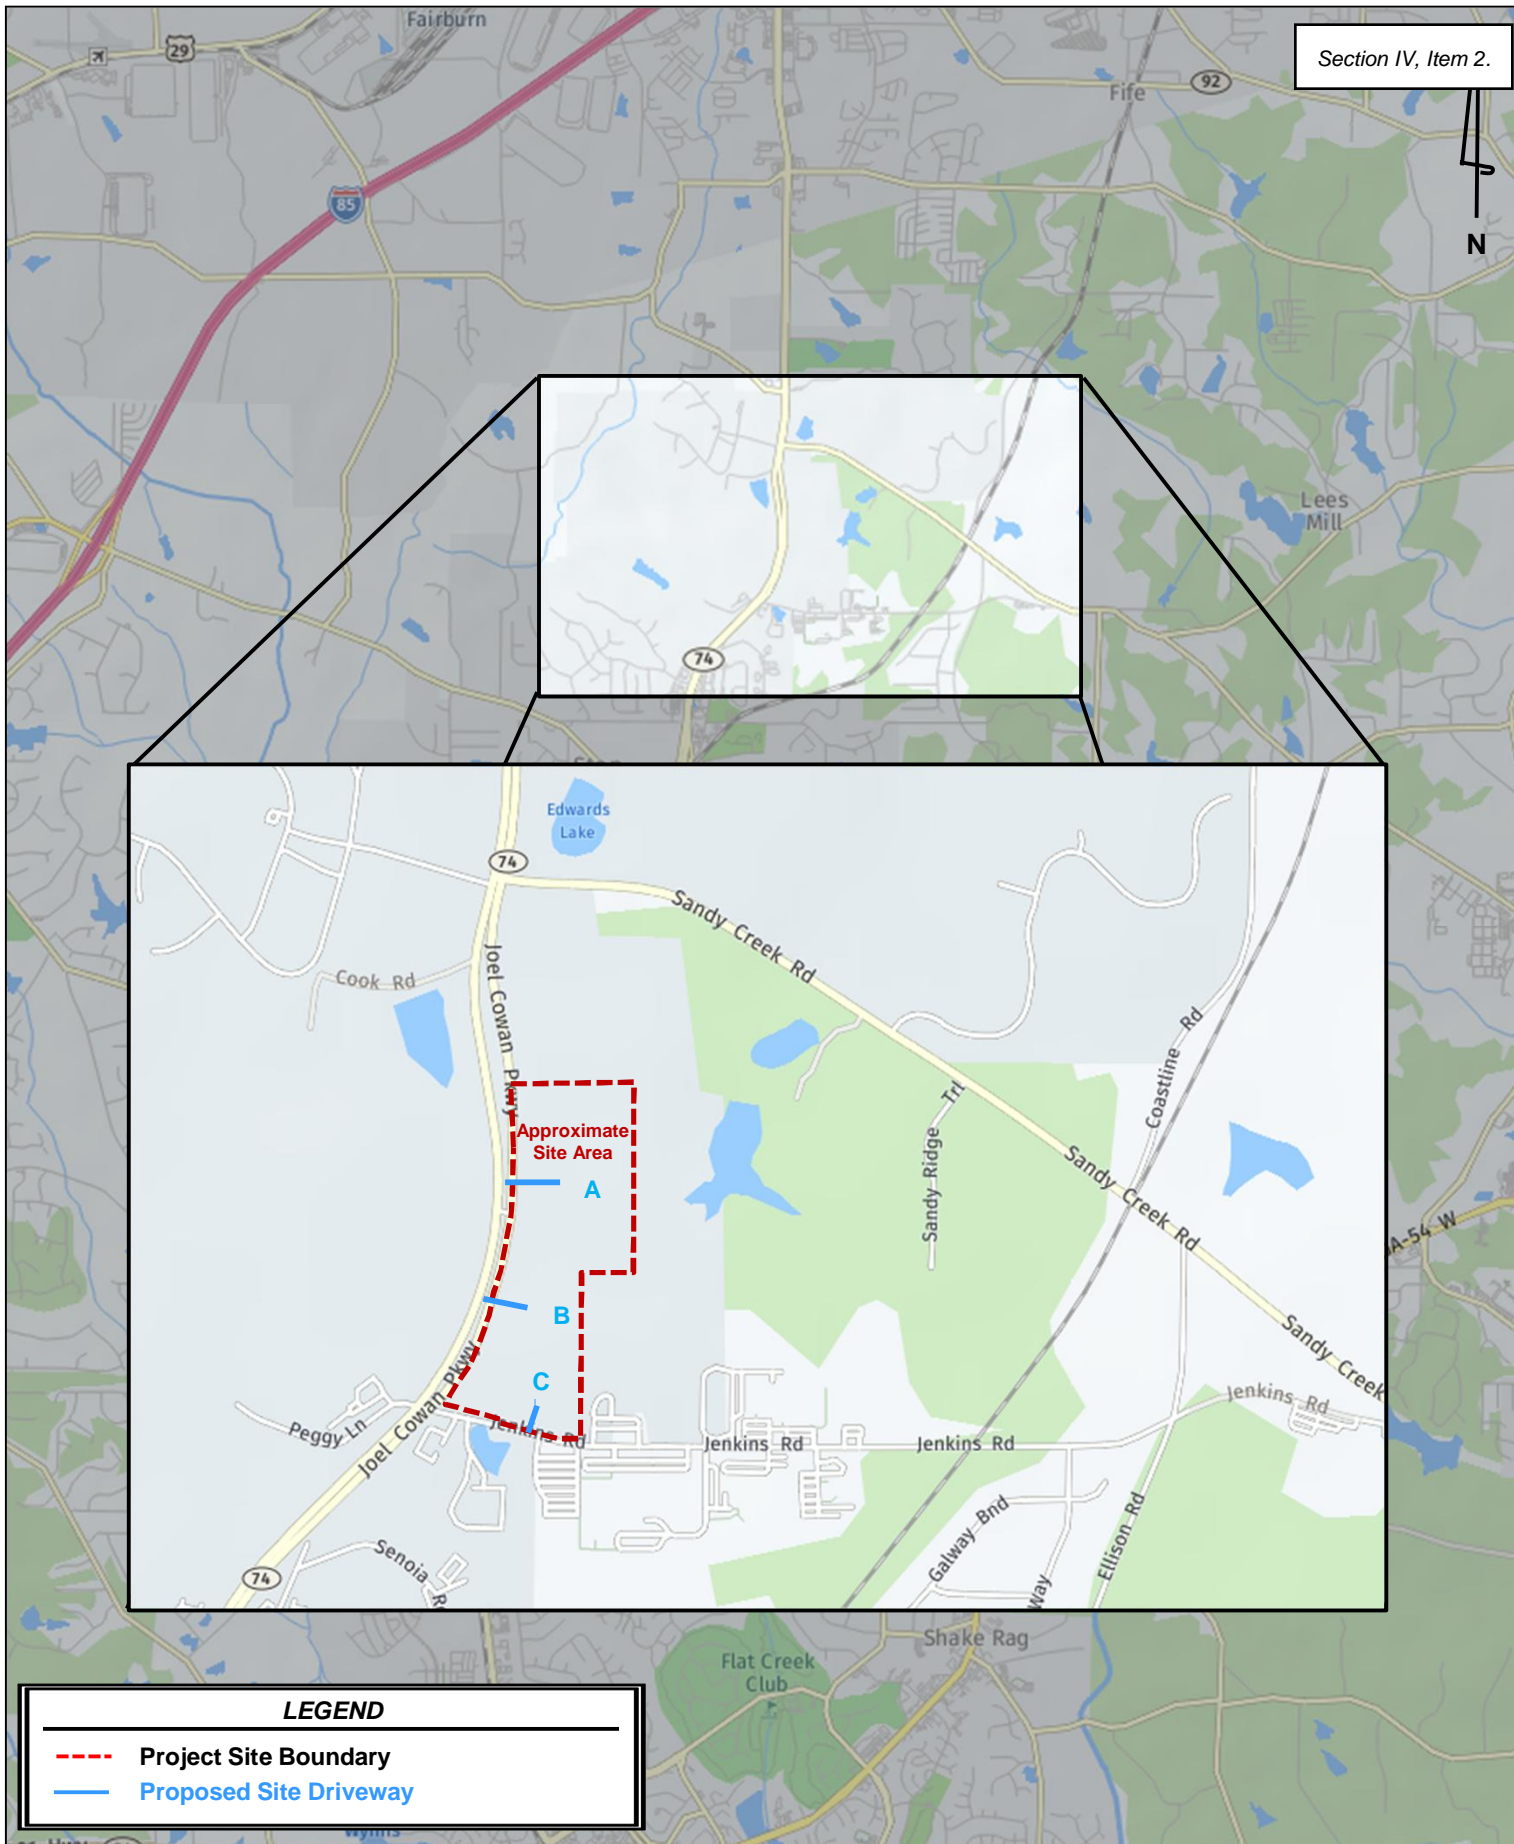 Fairburn
29
Section IV, Item 2.
92
Fife
N
85
Lees
Mill
74
Edwards
Lake
74
Sandy Creek Rd
Joel Cowan Pkwy
Cook Rd
Coastline Rd
Sandy Ridge Trl
Approximate
Site Area
A
Sandy Creek Rd
B
Sandy Creek
C
Joel Cowan Pkwy
Peggy Ln
Jenkins Rd
Jenkins Rd
Jenkins Rd
Jenkins Rd
Galway Bnd
Ellison Rd
Way
Senoia R
74
A-54 W
Shake Rag
Flat Creek
Club
LEGEND
Project Site Boundary
Proposed Site Driveway